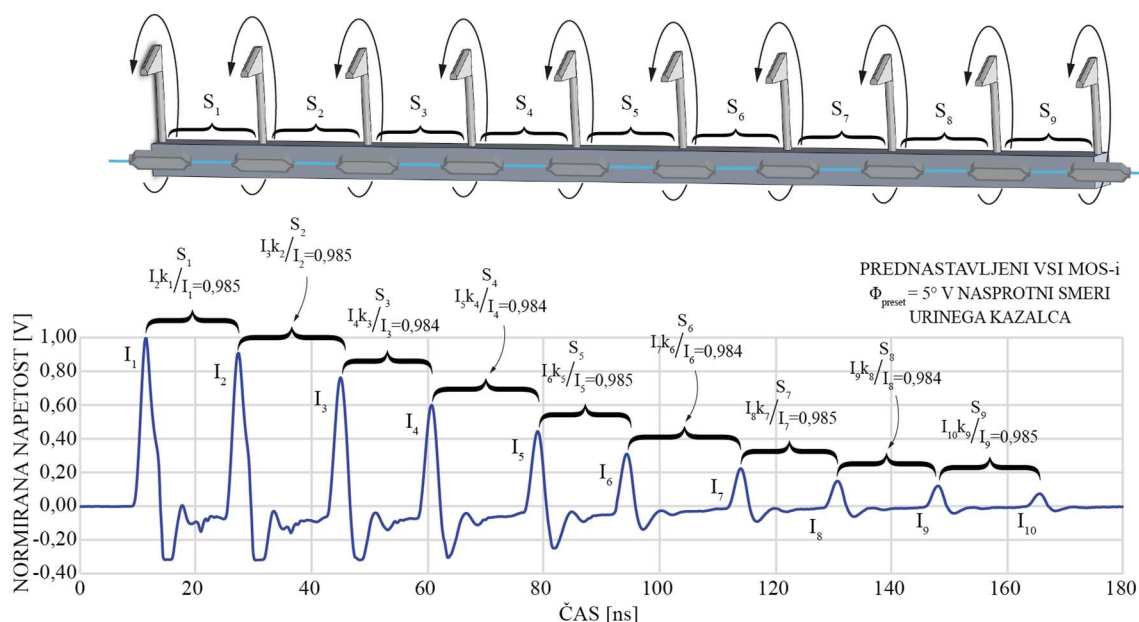 S₁ S₂ S₃ S₄ S₅ S₆ S₇ S₈ S₉
S₁
I₂k₁/I₁=0,985
S₂
I₃k₂/I₂=0,985
S₃
I₄k₃/I₃=0,984
S₄
I₅k₄/I₄=0,984
S₅
I₆k₅/I₅=0,985
S₆
I₇k₆/I₆=0,984
S₇
I₈k₇/I₇=0,985
S₈
I₉k₈/I₈=0,984
S₉
I₁₀k₉/I₉=0,985
PREDNASTAVLJENI VSI MOS-i
Φpreset = 5° V NASPROTNI SMERI
URINEGA KAZALCA
NORMIRANA NAPETOST [V]
1,00
0,80
0,60
0,40
0,20
0,00
-0,20
-0,40
I₁ I₂ I₃ I₄ I₅ I₆ I₇ I₈ I₉ I₁₀
0 20 40 60 80 100 120 140 160 180
ČAS [ns]